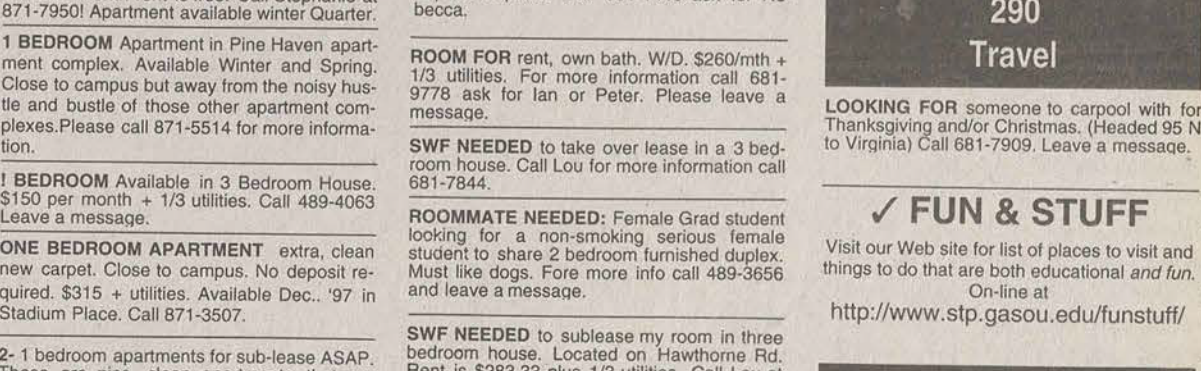 871-7950! Apartment available winter Quarter.
1 BEDROOM Apartment in Pine Haven apart-
ment complex. Available Winter and Spring.
Close to campus but away from the noisy hus-
tle and bustle of those other apartment com-
plexes.Please call 871-5514 for more informa-
tion.
! BEDROOM Available in 3 Bedroom House.
$150 per month + 1/3 utilities. Call 489-4063
Leave a message.
ONE BEDROOM APARTMENT extra, clean
new carpet. Close to campus. No deposit re-
quired. $315 + utilities. Available Dec.. '97 in
Stadium Place. Call 871-3507.
2- 1 bedroom apartments for sub-lease ASAP.
becca.
ROOM FOR rent, own bath. W/D. $260/mth +
1/3 utilities. For more information call 681-
9778 ask for Ian or Peter. Please leave a
message.
SWF NEEDED to take over lease in a 3 bed-
room house. Call Lou for more information call
681-7844.
ROOMMATE NEEDED: Female Grad student
looking for a non-smoking serious female
student to share 2 bedroom furnished duplex.
Must like dogs. Fore more info call 489-3656
and leave a message.
SWF NEEDED to sublease my room in three
bedroom house. Located on Hawthorne Rd.
290
Travel
LOOKING FOR someone to carpool with for
Thanksgiving and/or Christmas. (Headed 95 N
to Virginia) Call 681-7909. Leave a message.
✓ FUN & STUFF
Visit our Web site for list of places to visit and
things to do that are both educational and fun.
On-line at
http://www.stp.gasou.edu/funstuff/